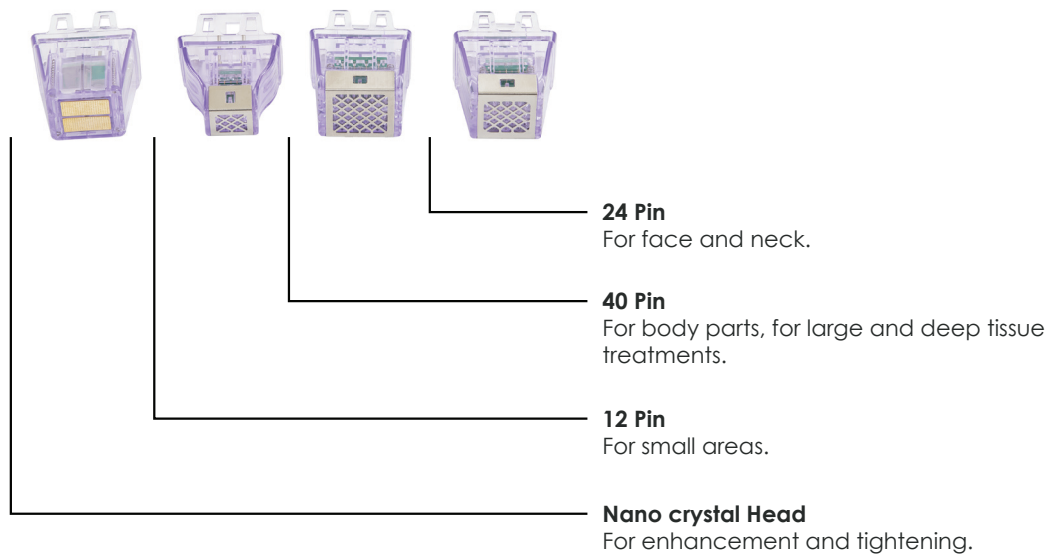 24 Pin
For face and neck.
40 Pin
For body parts, for large and deep tissue
treatments.
12 Pin
For small areas.
Nano crystal Head
For enhancement and tightening.